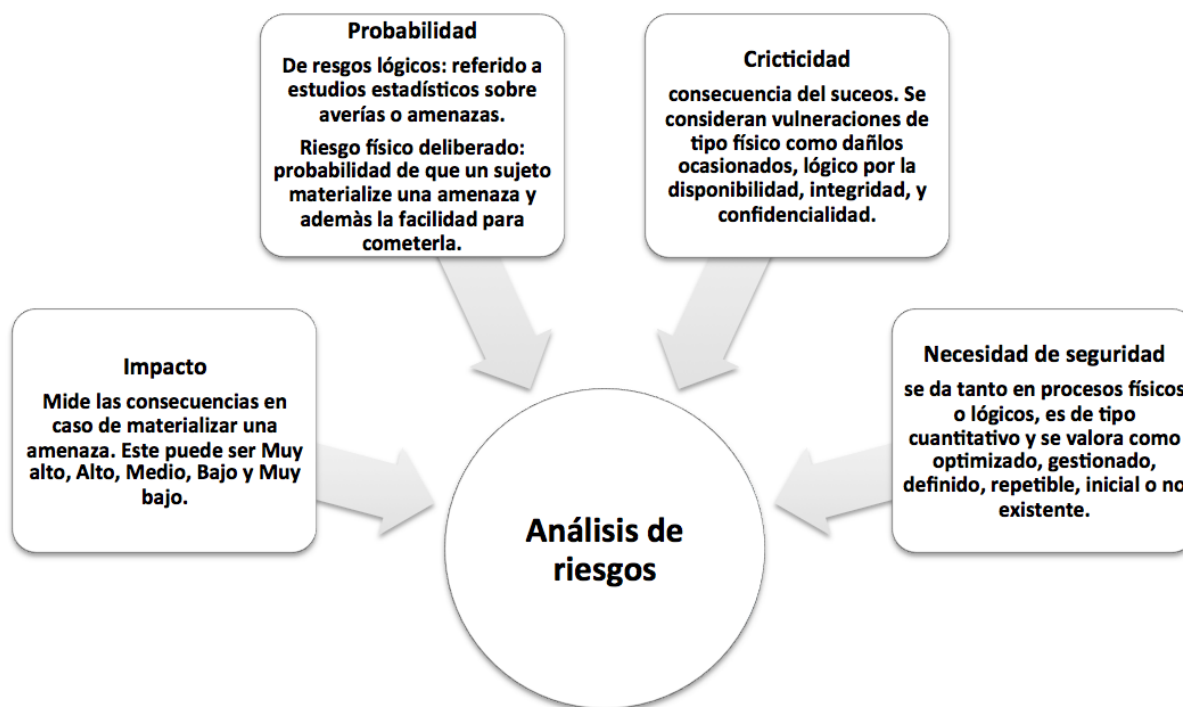 Probabilidad
De resgos lógicos: referido a
estudios estadísticos sobre
averías o amenazas.
Riesgo físico deliberado:
probabilidad de que un sujeto
materialize una amenaza y
ademàs la facilidad para
cometerla.
Cricticidad
consecuencia del suceos. Se
consideran vulneraciones de
tipo físico como dañlos
ocasionados, lógico por la
disponibilidad, integridad, y
confidencialidad.
Impacto
Mide las consecuencias en
caso de materializar una
amenaza. Este puede ser Muy
alto, Alto, Medio, Bajo y Muy
bajo.
Necesidad de seguridad
se da tanto en procesos físicos
o lógicos, es de tipo
cuantitativo y se valora como
optimizado, gestionado,
definido, repetible, inicial o no
existente.
Análisis de
riesgos